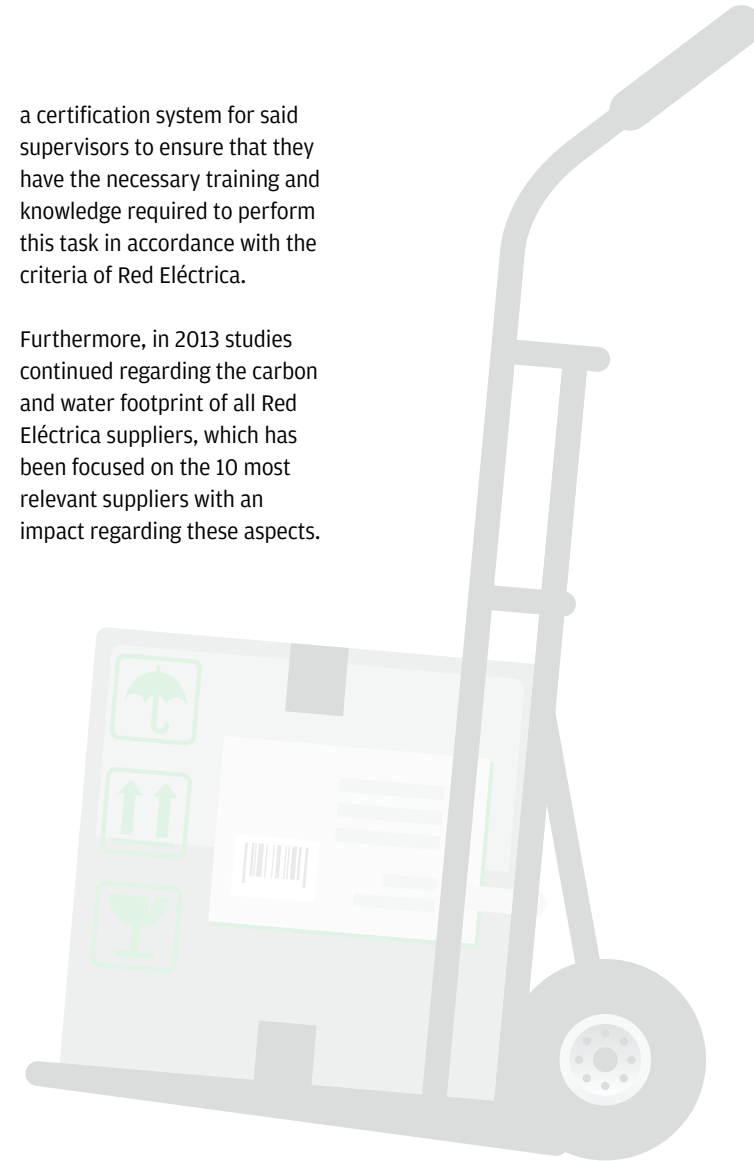 a certification system for said
supervisors to ensure that they
have the necessary training and
knowledge required to perform
this task in accordance with the
criteria of Red Eléctrica.
Furthermore, in 2013 studies
continued regarding the carbon
and water footprint of all Red
Eléctrica suppliers, which has
been focused on the 10 most
relevant suppliers with an
impact regarding these aspects.